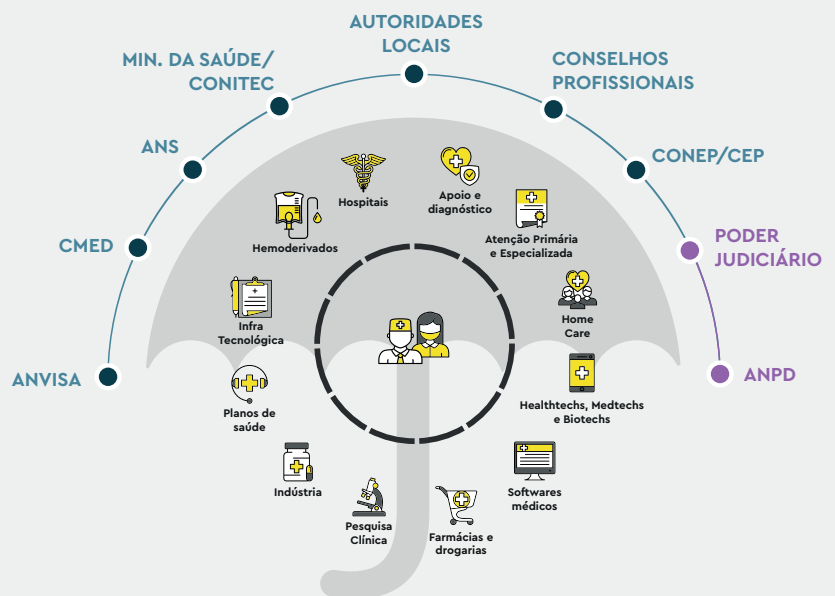 AUTORIDADES
LOCAIS
MIN. DA SAÚDE/
CONITEC
CONSELHOS
PROFISSIONAIS
ANS
CONEP/CEP
CMED
PODER
JUDICIÁRIO
ANVISA
ANPD
Hospitais
Apoio e
diagnóstico
Hemoderivados
Atenção Primária
e Especializada
Infra
Tecnológica
Home
Care
Planos de
saúde
Healthtechs, Medtechs
e Biotechs
Indústria
Softwares
médicos
Pesquisa
Clínica
Farmácias e
drogarias